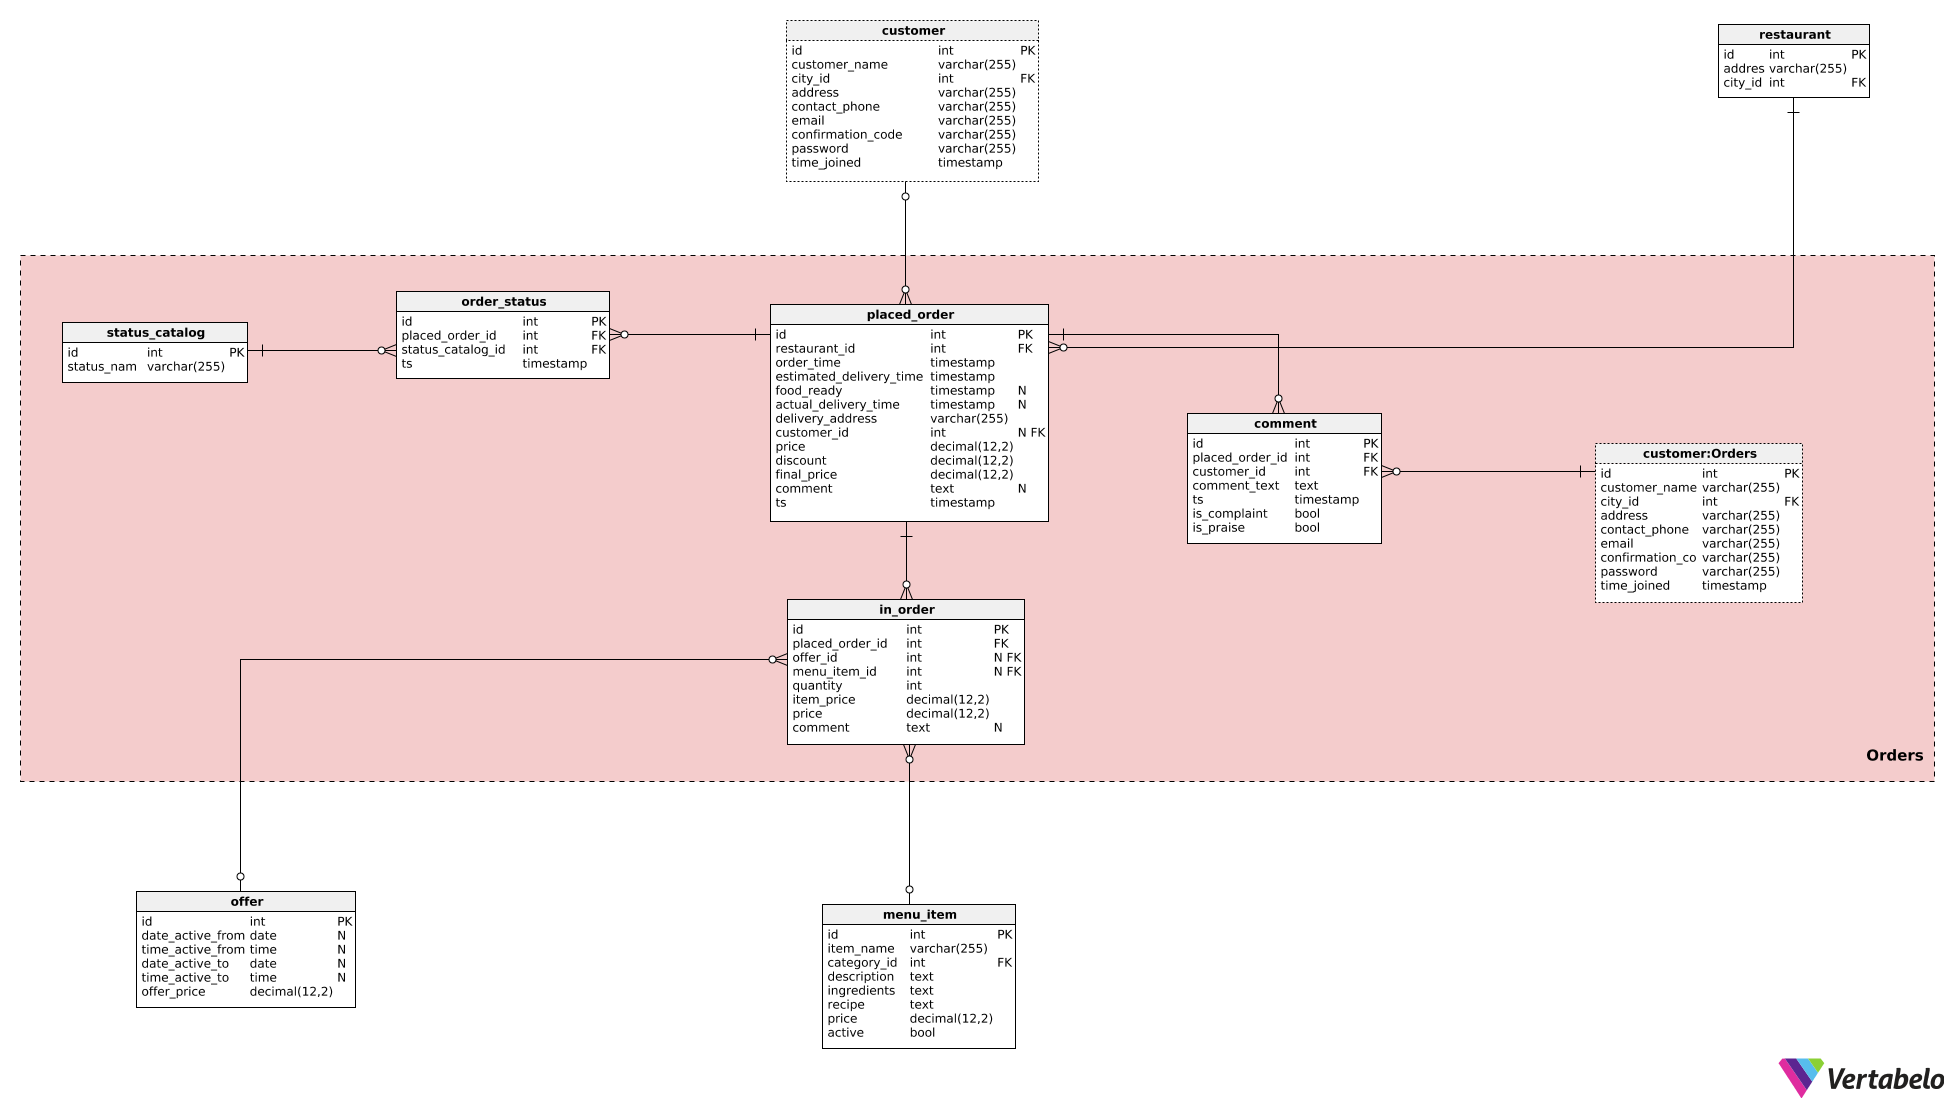 customer
id int PK
customer_name varchar(255)
city_id int FK
address varchar(255)
contact_phone varchar(255)
email varchar(255)
confirmation_code varchar(255)
password varchar(255)
time_joined timestamp
restaurant
id int PK
addres varchar(255)
city_id int FK
status_catalog
id int PK
status_nam varchar(255)
order_status
id int PK
placed_order_id int FK
status_catalog_id int FK
ts timestamp
placed_order
id int PK
restaurant_id int FK
order_time timestamp
estimated_delivery_time timestamp
food_ready timestamp N
actual_delivery_time timestamp N
delivery_address varchar(255)
customer_id int N FK
price decimal(12,2)
discount decimal(12,2)
final_price decimal(12,2)
comment text N
ts timestamp
comment
id int PK
placed_order_id int FK
customer_id int FK
comment_text text
ts timestamp
is_complaint bool
is_praise bool
customer:Orders
id int PK
customer_name varchar(255)
city_id int FK
address varchar(255)
contact_phone varchar(255)
email varchar(255)
confirmation_co varchar(255)
password varchar(255)
time_joined timestamp
in_order
id int PK
placed_order_id int FK
offer_id int N FK
menu_item_id int N FK
quantity int
item_price decimal(12,2)
price decimal(12,2)
comment text N
Orders
offer
id int PK
date_active_from date N
time_active_from time N
date_active_to date N
time_active_to time N
offer_price decimal(12,2)
menu_item
id int PK
item_name varchar(255)
category_id int FK
description text
ingredients text
recipe text
price decimal(12,2)
active bool
Vertabelo